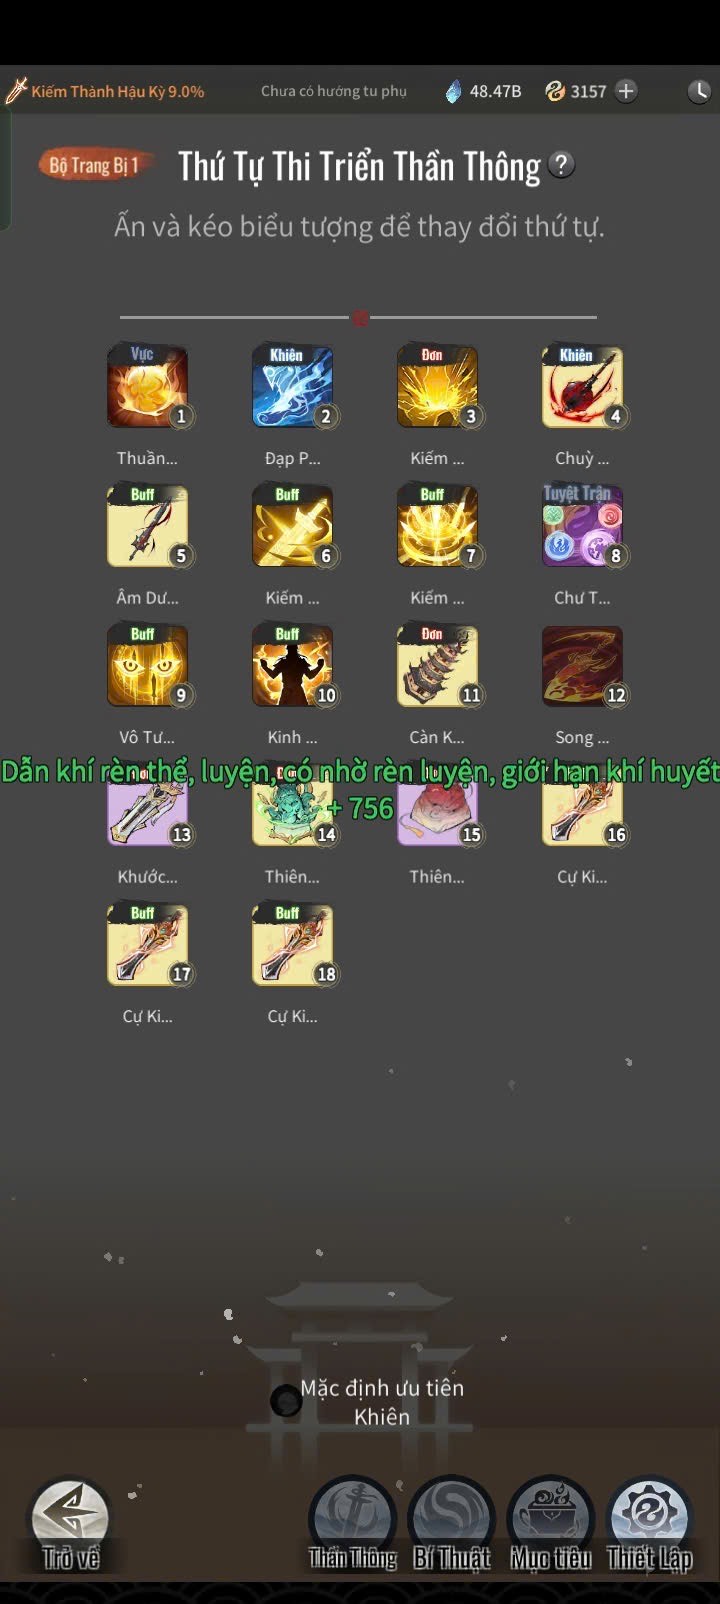 Kiếm Thành Hậu Kỳ 9.0% Chưa có hướng tu phụ 48.47B 3157
Bộ Trang Bị 1 Thứ Tự Thi Triển Thần Thông ?
Ấn và kéo biểu tượng để thay đổi thứ tự.
Vực Khiên Đơn Khiên
1 2 3 4
Thuần... Đạp P... Kiếm ... Chuỳ ...
Buff Buff Buff Tuyệt Trận
5 6 7 8
Âm Dư... Kiếm ... Kiếm ... Chư T...
Buff Buff Đơn
9 10 11 12
Vô Tư... Kinh ... Càn K... Song ...
Dẫn khí rèn thể, luyện, có nhờ rèn luyện, giới hạn khí huyết
+ 756
13 14 15 16
Khước... Thiên... Thiên... Cự Ki...
Buff Buff
17 18
Cự Ki... Cự Ki...
Mặc định ưu tiên
Khiên
Trở về Thần Thông Bí Thuật Mục tiêu Thiết Lập